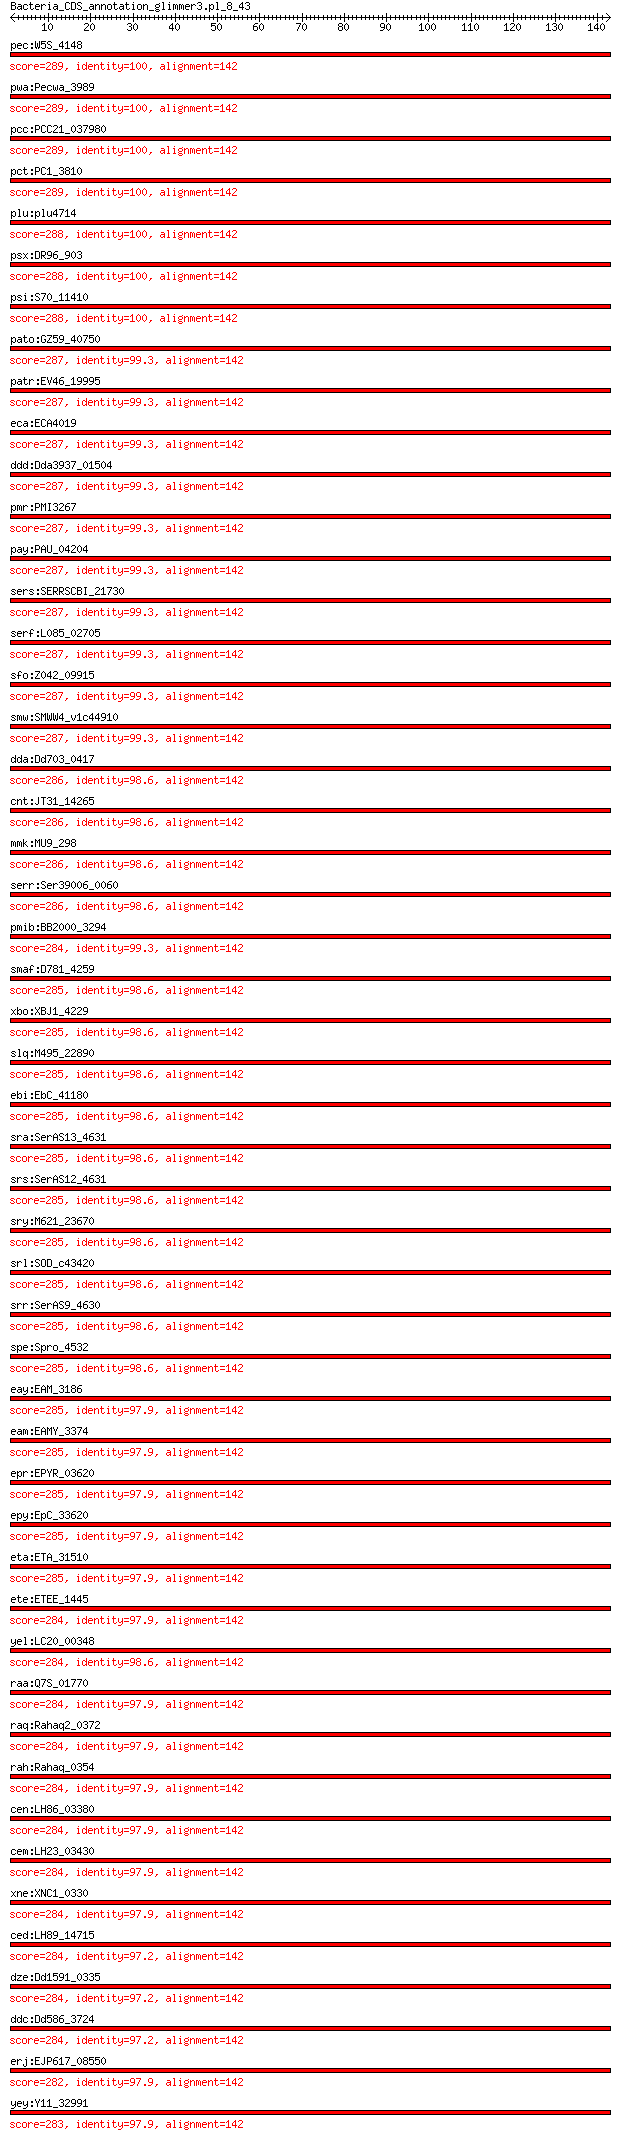 Bacteria_CDS_annotation_glimmer3.pl_8_43
10 20 30 40 50 60 70 80 90 100 110 120 130 140
pec:W5S_4148
score=289, identity=100, alignment=142
pwa:Pecwa_3989
score=289, identity=100, alignment=142
pcc:PCC21_037980
score=289, identity=100, alignment=142
pct:PC1_3810
score=289, identity=100, alignment=142
plu:plu4714
score=288, identity=100, alignment=142
psx:DR96_903
score=288, identity=100, alignment=142
psi:S70_11410
score=288, identity=100, alignment=142
pato:GZ59_40750
score=287, identity=99.3, alignment=142
patr:EV46_19995
score=287, identity=99.3, alignment=142
eca:ECA4019
score=287, identity=99.3, alignment=142
ddd:Dda3937_01504
score=287, identity=99.3, alignment=142
pmr:PMI3267
score=287, identity=99.3, alignment=142
pay:PAU_04204
score=287, identity=99.3, alignment=142
sers:SERRSCBI_21730
score=287, identity=99.3, alignment=142
serf:L085_02705
score=287, identity=99.3, alignment=142
sfo:Z042_09915
score=287, identity=99.3, alignment=142
smw:SMWW4_v1c44910
score=287, identity=99.3, alignment=142
dda:Dd703_0417
score=286, identity=98.6, alignment=142
cnt:JT31_14265
score=286, identity=98.6, alignment=142
mmk:MU9_298
score=286, identity=98.6, alignment=142
serr:Ser39006_0060
score=286, identity=98.6, alignment=142
pmib:BB2000_3294
score=284, identity=99.3, alignment=142
smaf:D781_4259
score=285, identity=98.6, alignment=142
xbo:XBJ1_4229
score=285, identity=98.6, alignment=142
slq:M495_22890
score=285, identity=98.6, alignment=142
ebi:EbC_41180
score=285, identity=98.6, alignment=142
sra:SerAS13_4631
score=285, identity=98.6, alignment=142
srs:SerAS12_4631
score=285, identity=98.6, alignment=142
sry:M621_23670
score=285, identity=98.6, alignment=142
srl:SOD_c43420
score=285, identity=98.6, alignment=142
srr:SerAS9_4630
score=285, identity=98.6, alignment=142
spe:Spro_4532
score=285, identity=98.6, alignment=142
eay:EAM_3186
score=285, identity=97.9, alignment=142
eam:EAMY_3374
score=285, identity=97.9, alignment=142
epr:EPYR_03620
score=285, identity=97.9, alignment=142
epy:EpC_33620
score=285, identity=97.9, alignment=142
eta:ETA_31510
score=285, identity=97.9, alignment=142
ete:ETEE_1445
score=284, identity=97.9, alignment=142
yel:LC20_00348
score=284, identity=98.6, alignment=142
raa:Q7S_01770
score=284, identity=97.9, alignment=142
raq:Rahaq2_0372
score=284, identity=97.9, alignment=142
rah:Rahaq_0354
score=284, identity=97.9, alignment=142
cen:LH86_03380
score=284, identity=97.9, alignment=142
cem:LH23_03430
score=284, identity=97.9, alignment=142
xne:XNC1_0330
score=284, identity=97.9, alignment=142
ced:LH89_14715
score=284, identity=97.2, alignment=142
dze:Dd1591_0335
score=284, identity=97.2, alignment=142
ddc:Dd586_3724
score=284, identity=97.2, alignment=142
erj:EJP617_08550
score=282, identity=97.9, alignment=142
yey:Y11_32991
score=283, identity=97.9, alignment=142